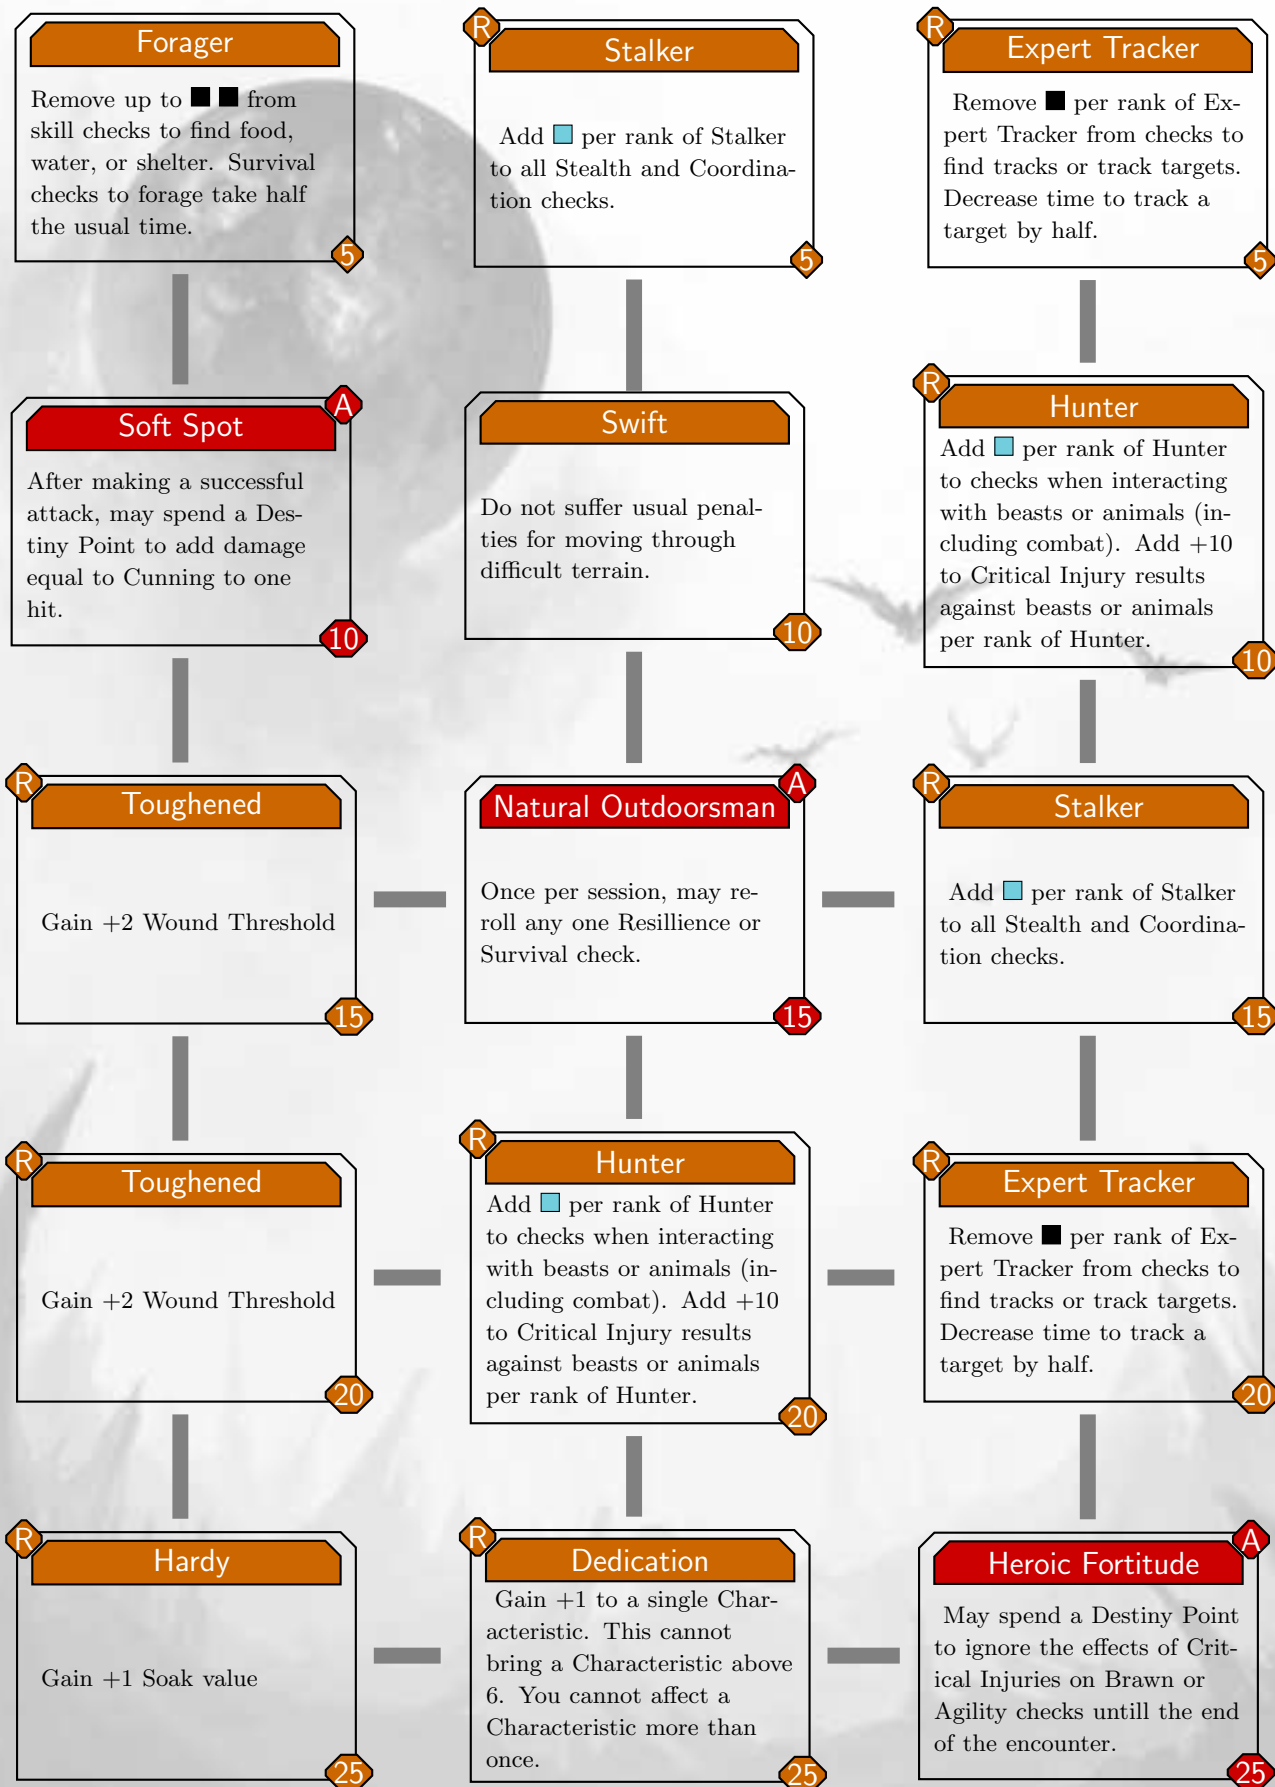 Forager
Remove up to ■ ■ from
skill checks to find food,
water, or shelter. Survival
checks to forage take half
the usual time.
5
R
Stalker
Add ■ per rank of Stalker
to all Stealth and Coordina-
tion checks.
5
R
Expert Tracker
Remove ■ per rank of Ex-
pert Tracker from checks to
find tracks or track targets.
Decrease time to track a
target by half.
5
A
Soft Spot
After making a successful
attack, may spend a Des-
tiny Point to add damage
equal to Cunning to one
hit.
10
Swift
Do not suffer usual penal-
ties for moving through
difficult terrain.
10
R
Hunter
Add ■ per rank of Hunter
to checks when interacting
with beasts or animals (in-
cluding combat). Add +10
to Critical Injury results
against beasts or animals
per rank of Hunter.
10
R
Toughened
Gain +2 Wound Threshold
15
A
Natural Outdoorsman
Once per session, may re-
roll any one Resillience or
Survival check.
15
R
Stalker
Add ■ per rank of Stalker
to all Stealth and Coordina-
tion checks.
15
R
Toughened
Gain +2 Wound Threshold
20
R
Hunter
Add ■ per rank of Hunter
to checks when interacting
with beasts or animals (in-
cluding combat). Add +10
to Critical Injury results
against beasts or animals
per rank of Hunter.
20
R
Expert Tracker
Remove ■ per rank of Ex-
pert Tracker from checks to
find tracks or track targets.
Decrease time to track a
target by half.
20
R
Hardy
Gain +1 Soak value
25
R
Dedication
Gain +1 to a single Char-
acteristic. This cannot
bring a Characteristic above
6. You cannot affect a
Characteristic more than
once.
25
A
Heroic Fortitude
May spend a Destiny Point
to ignore the effects of Crit-
ical Injuries on Brawn or
Agility checks untill the end
of the encounter.
25